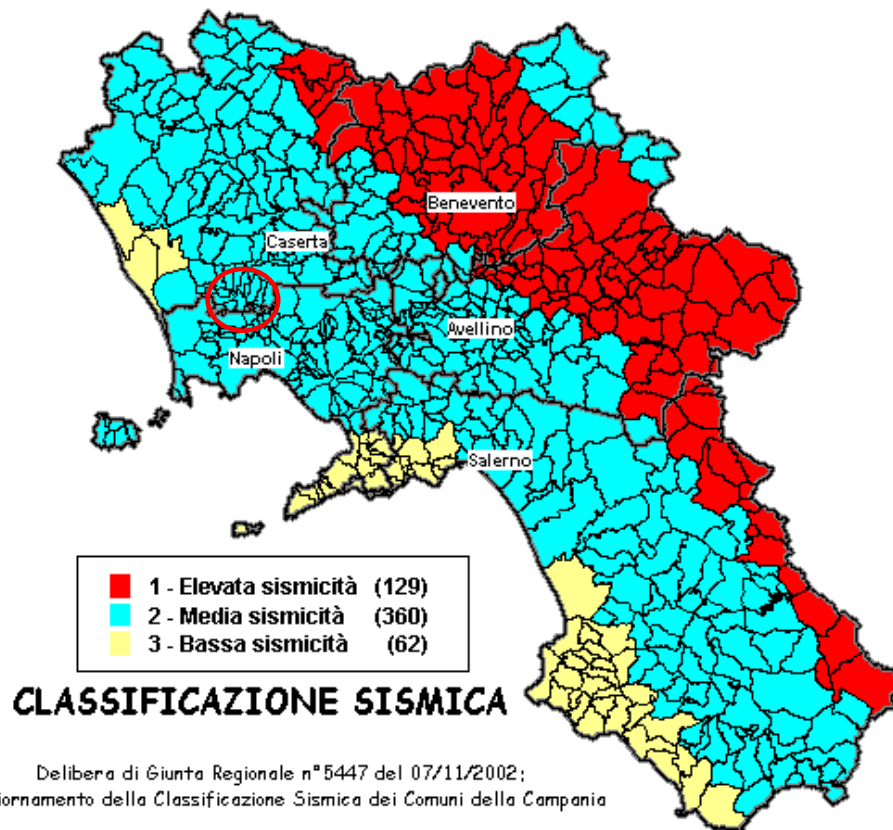 Benevento
Caserta
Avellino
Napoli
Salerno
1 - Elevata sismicità (129)
2 - Media sismicità (360)
3 - Bassa sismicità (62)
CLASSIFICAZIONE SISMICA
Delibera di Giunta Regionale n°5447 del 07/11/2002;
iornamento della Classificazione Sismica dei Comuni della Campania